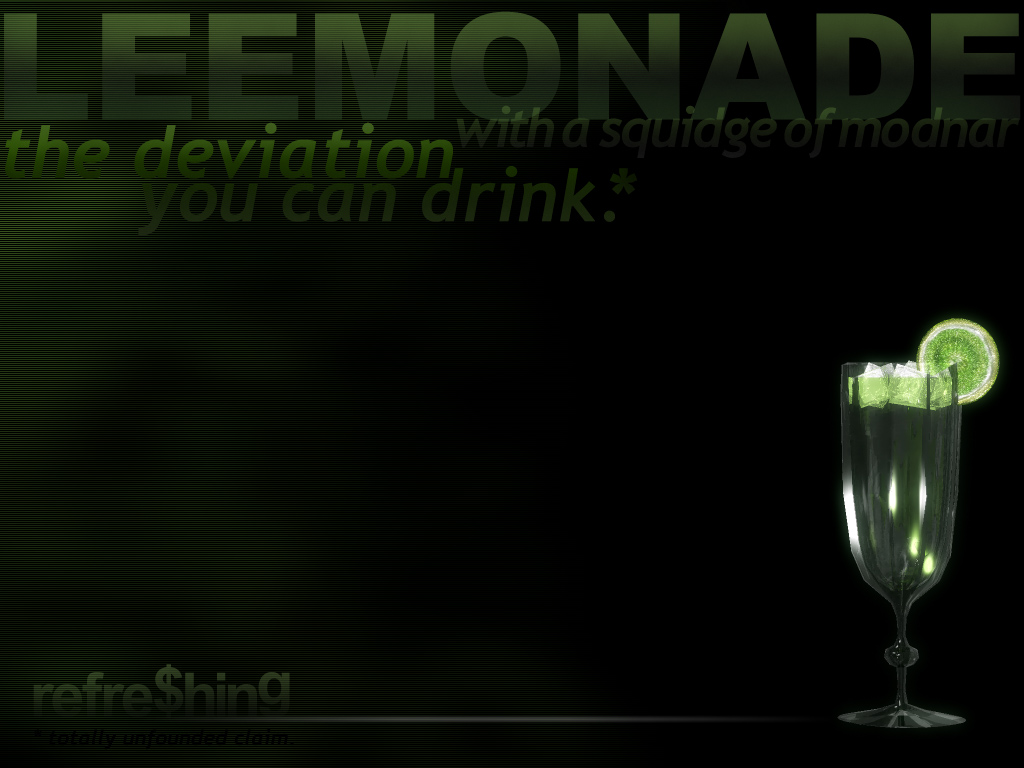 LEEMONADE
with a squidge of modnar
the deviation
you can drink.*
refre$hing
* totally unfounded claim.